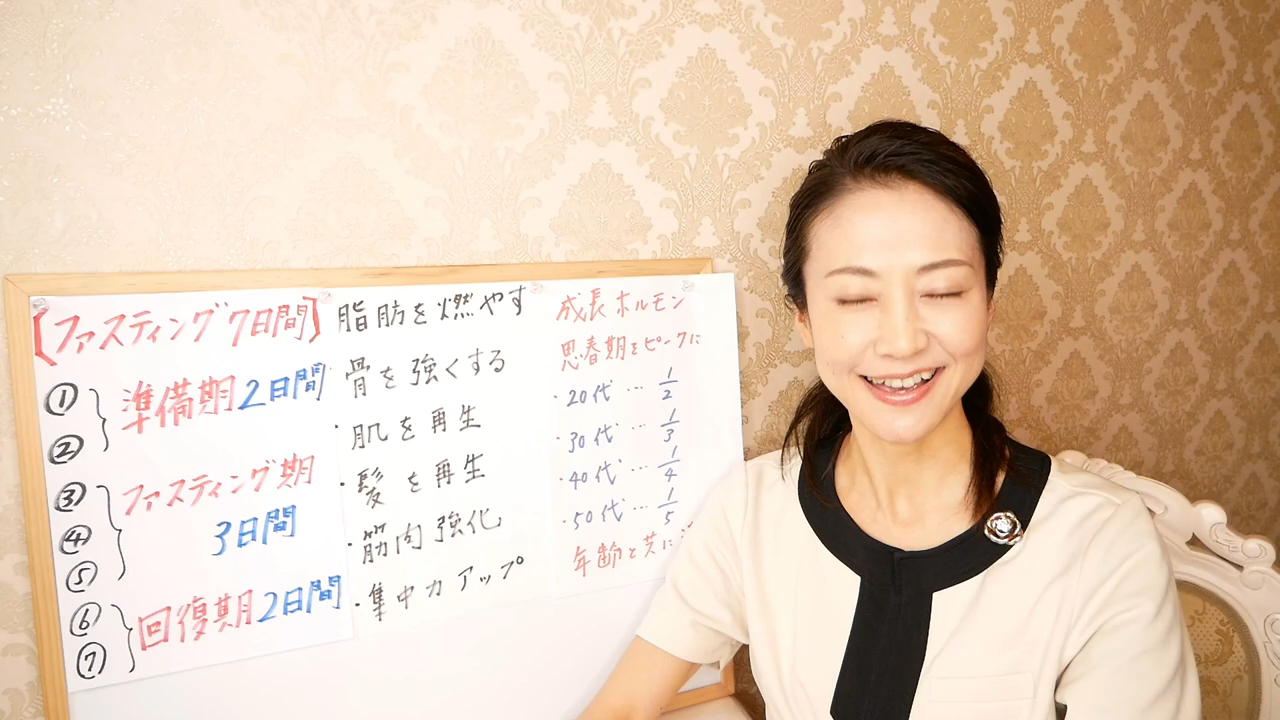 【ファスティング7日間】
① ② 準備期2日間
③ ④ ⑤ ファスティング期
3日間
⑥ ⑦ 回復期2日間
脂肪を燃やす
骨を強くする
・肌を再生
・髪を再生
・筋肉強化
・集中力アップ
成長ホルモン
思春期をピークに
・20代…1/2
・30代…1/3
・40代…1/4
・50代…1/5
年齢と共に